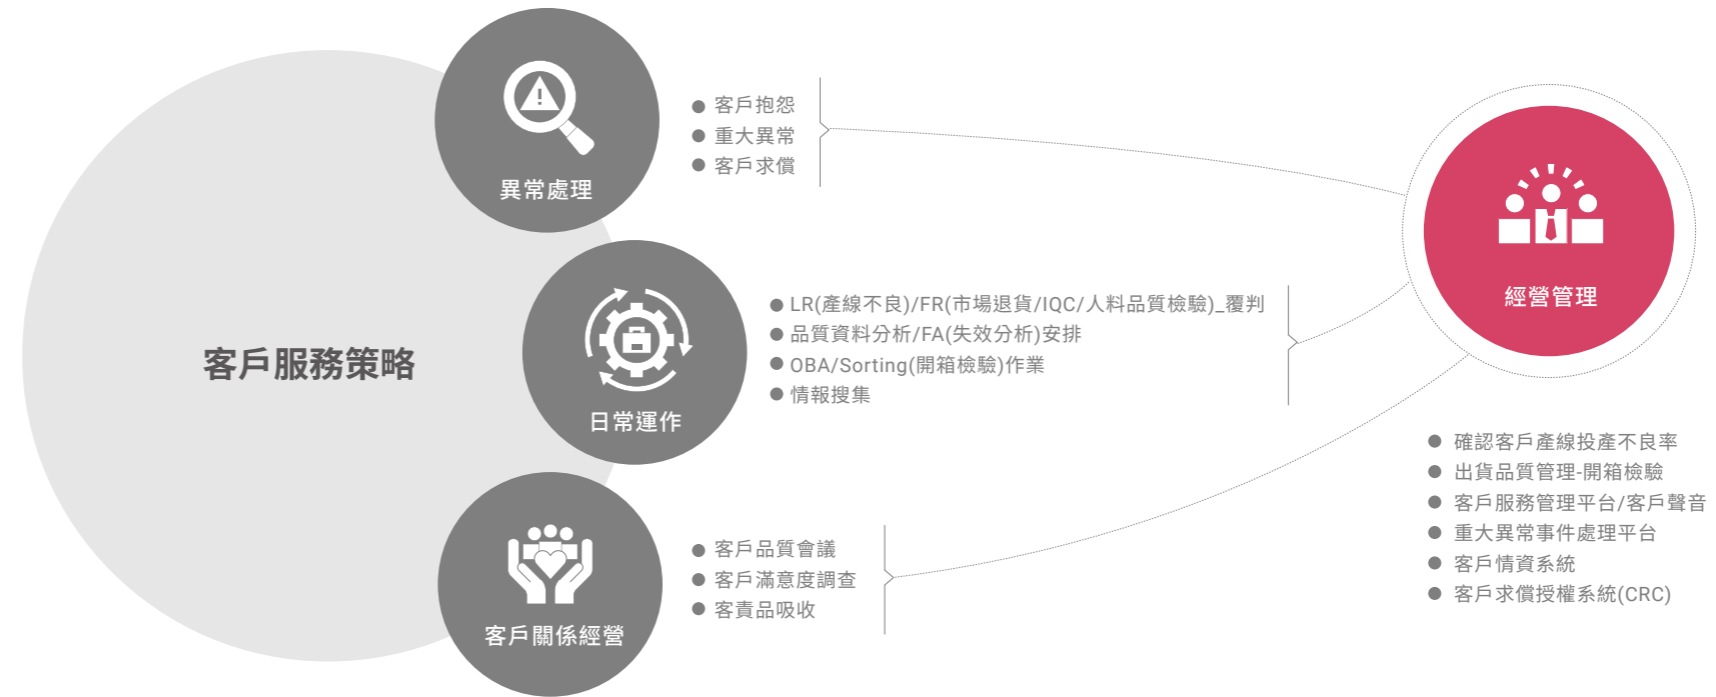 客戶服務策略
異常處理
客戶抱怨
重大異常
客戶求償
日常運作
LR(產線不良)/FR(市場退貨/IQC/人料品質檢驗)_覆判
品質資料分析/FA(失效分析)安排
OBA/Sorting(開箱檢驗)作業
情報搜集
客戶關係經營
客戶品質會議
客戶滿意度調查
客責品吸收
經營管理
確認客戶產線投產不良率
出貨品質管理-開箱檢驗
客戶服務管理平台/客戶聲音
重大異常事件處理平台
客戶情資系統
客戶求償授權系統(CRC)